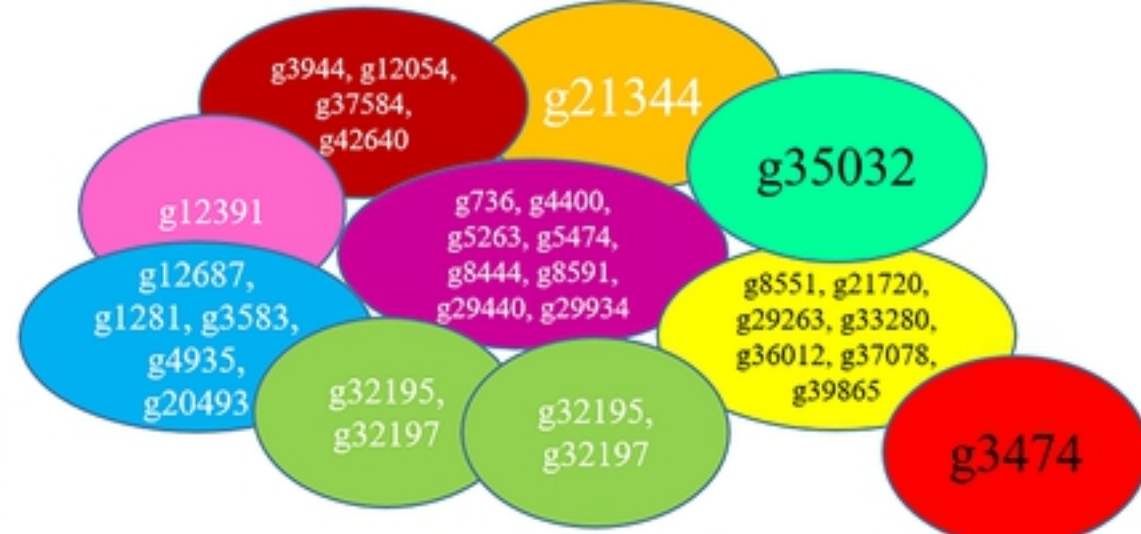 g3944, g12054,
g37584,
g42640
g21344
g35032
g12391
g736, g4400,
g5263, g5474,
g8444, g8591,
g29440, g29934
g12687,
g1281, g3583,
g4935,
g20493
g8551, g21720,
g29263, g33280,
g36012, g37078,
g39865
g32195,
g32197
g32195,
g32197
g3474